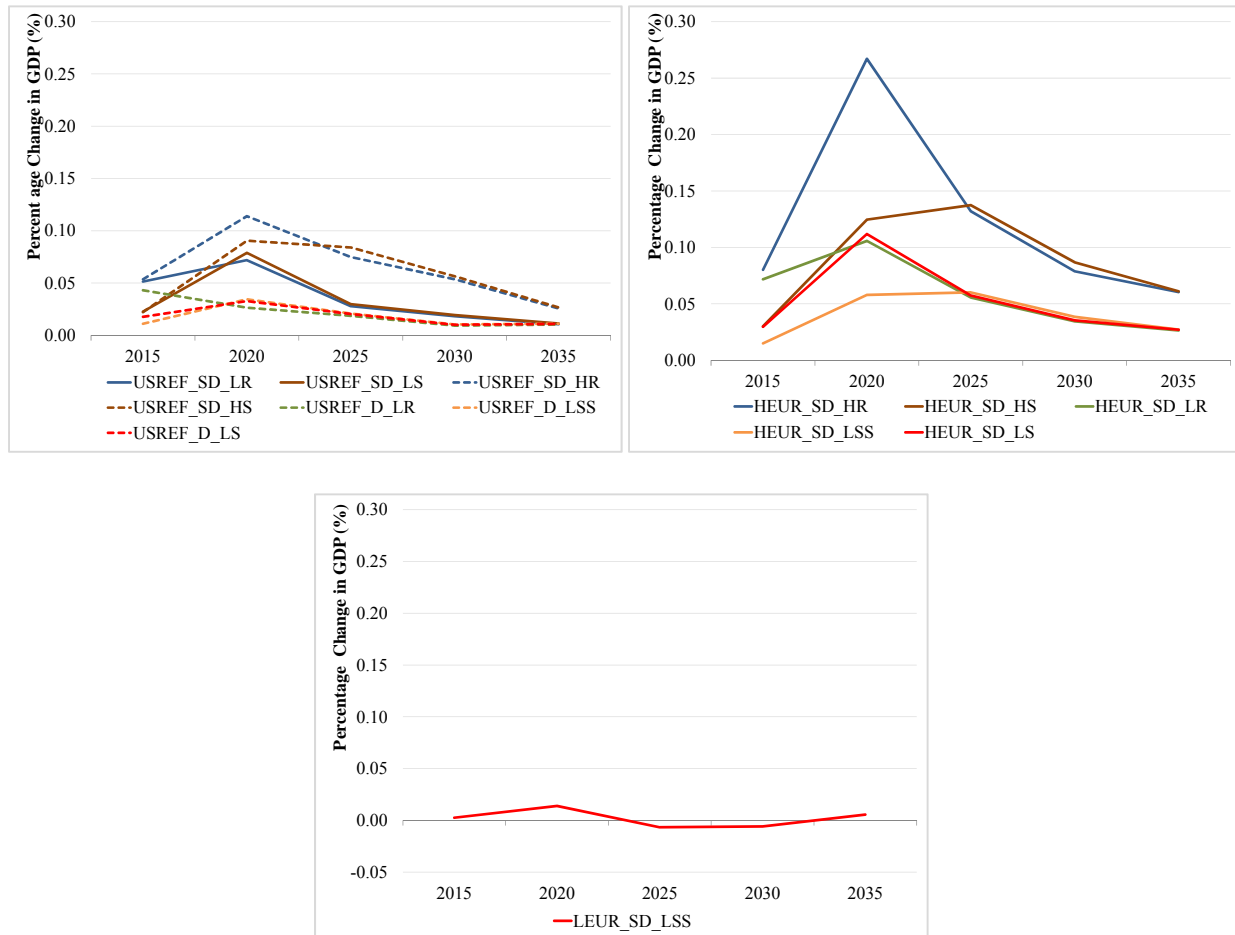 Percent age Change in GDP (%)
0.30
0.25
0.20
0.15
0.10
0.05
0.00
2015 2020 2025 2030 2035
USREF_SD_LR USREF_SD_LS USREF_SD_HR
USREF_SD_HS USREF_D_LR USREF_D_LSS
USREF_D_LS
Percentage Change in GDP (%)
0.30
0.25
0.20
0.15
0.10
0.05
0.00
2015 2020 2025 2030 2035
HEUR_SD_HR HEUR_SD_HS HEUR_SD_LR
HEUR_SD_LSS HEUR_SD_LS
Percentage Change in GDP (%)
0.30
0.25
0.20
0.15
0.10
0.05
0.00
-0.05
2015 2020 2025 2030 2035
LEUR_SD_LSS